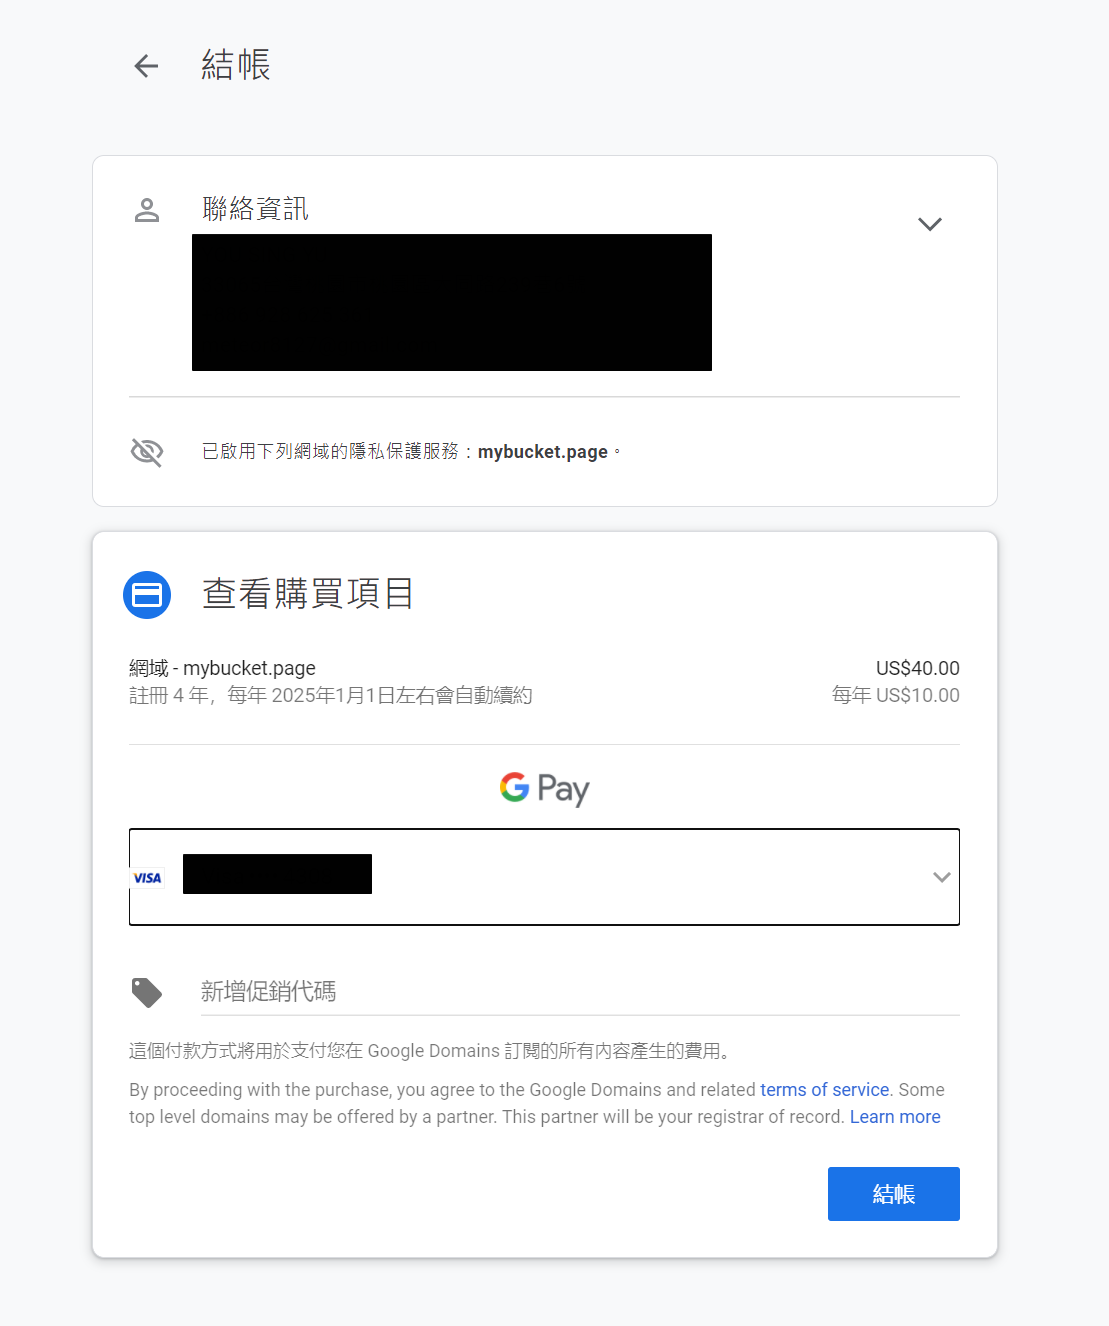 結帳
聯絡資訊
已啟用下列網域的隱私保護服務：mybucket.page。
查看購買項目
網域 - mybucket.page US$40.00
註冊 4 年，每年 2025年1月1日左右會自動續約 每年 US$10.00
G Pay
VISA
新增促銷代碼
這個付款方式將用於支付您在 Google Domains 訂閱的所有內容產生的費用。
By proceeding with the purchase, you agree to the Google Domains and related terms of service. Some
top level domains may be offered by a partner. This partner will be your registrar of record. Learn more
結帳